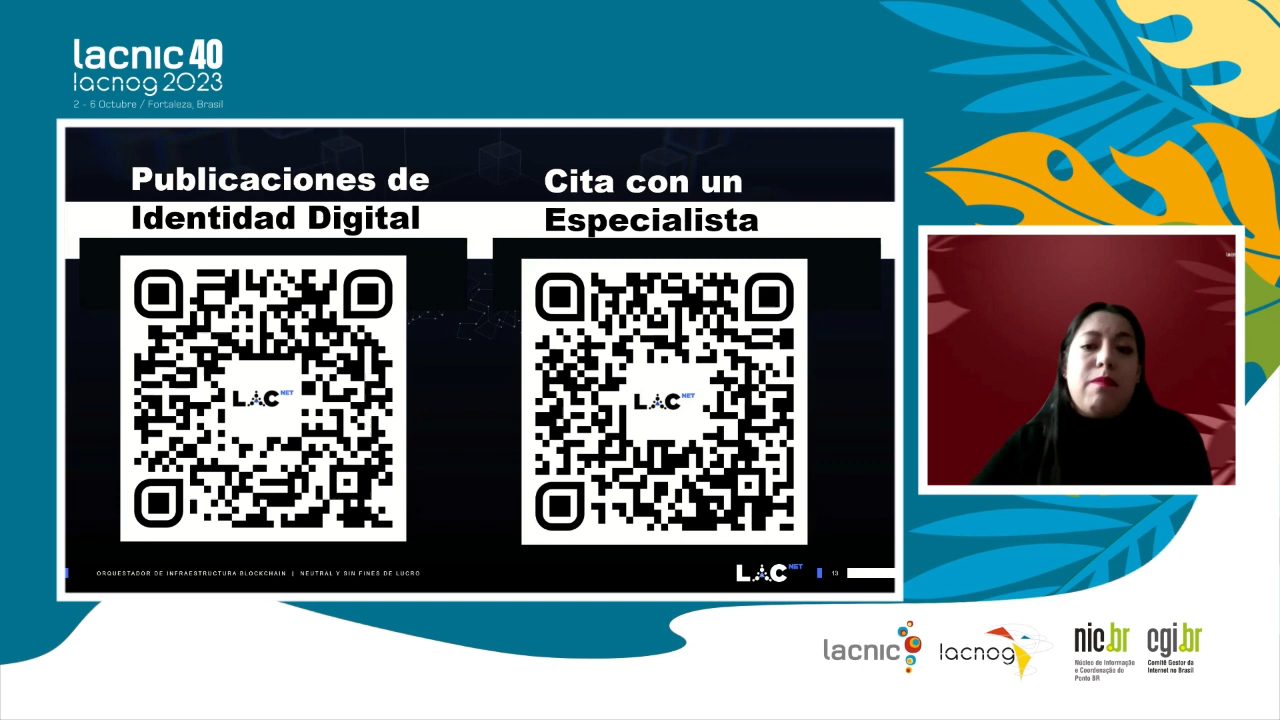 lacnic 40
lacnog 2023
2 - 6 Octubre / Fortaleza, Brasil
Publicaciones de
Identidad Digital
Cita con un
Especialista
LAC NET
LAC NET
ORQUESTADOR DE INFRAESTRUCTURA BLOCKCHAIN | NEUTRAL Y SIN FINES DE LUCRO
LAC NET
13
lacnic
lacnog
nic.br
Núcleo de Informação
e Coordenação do
Ponto BR
cgi.br
Comitê Gestor da
Internet no Brasil